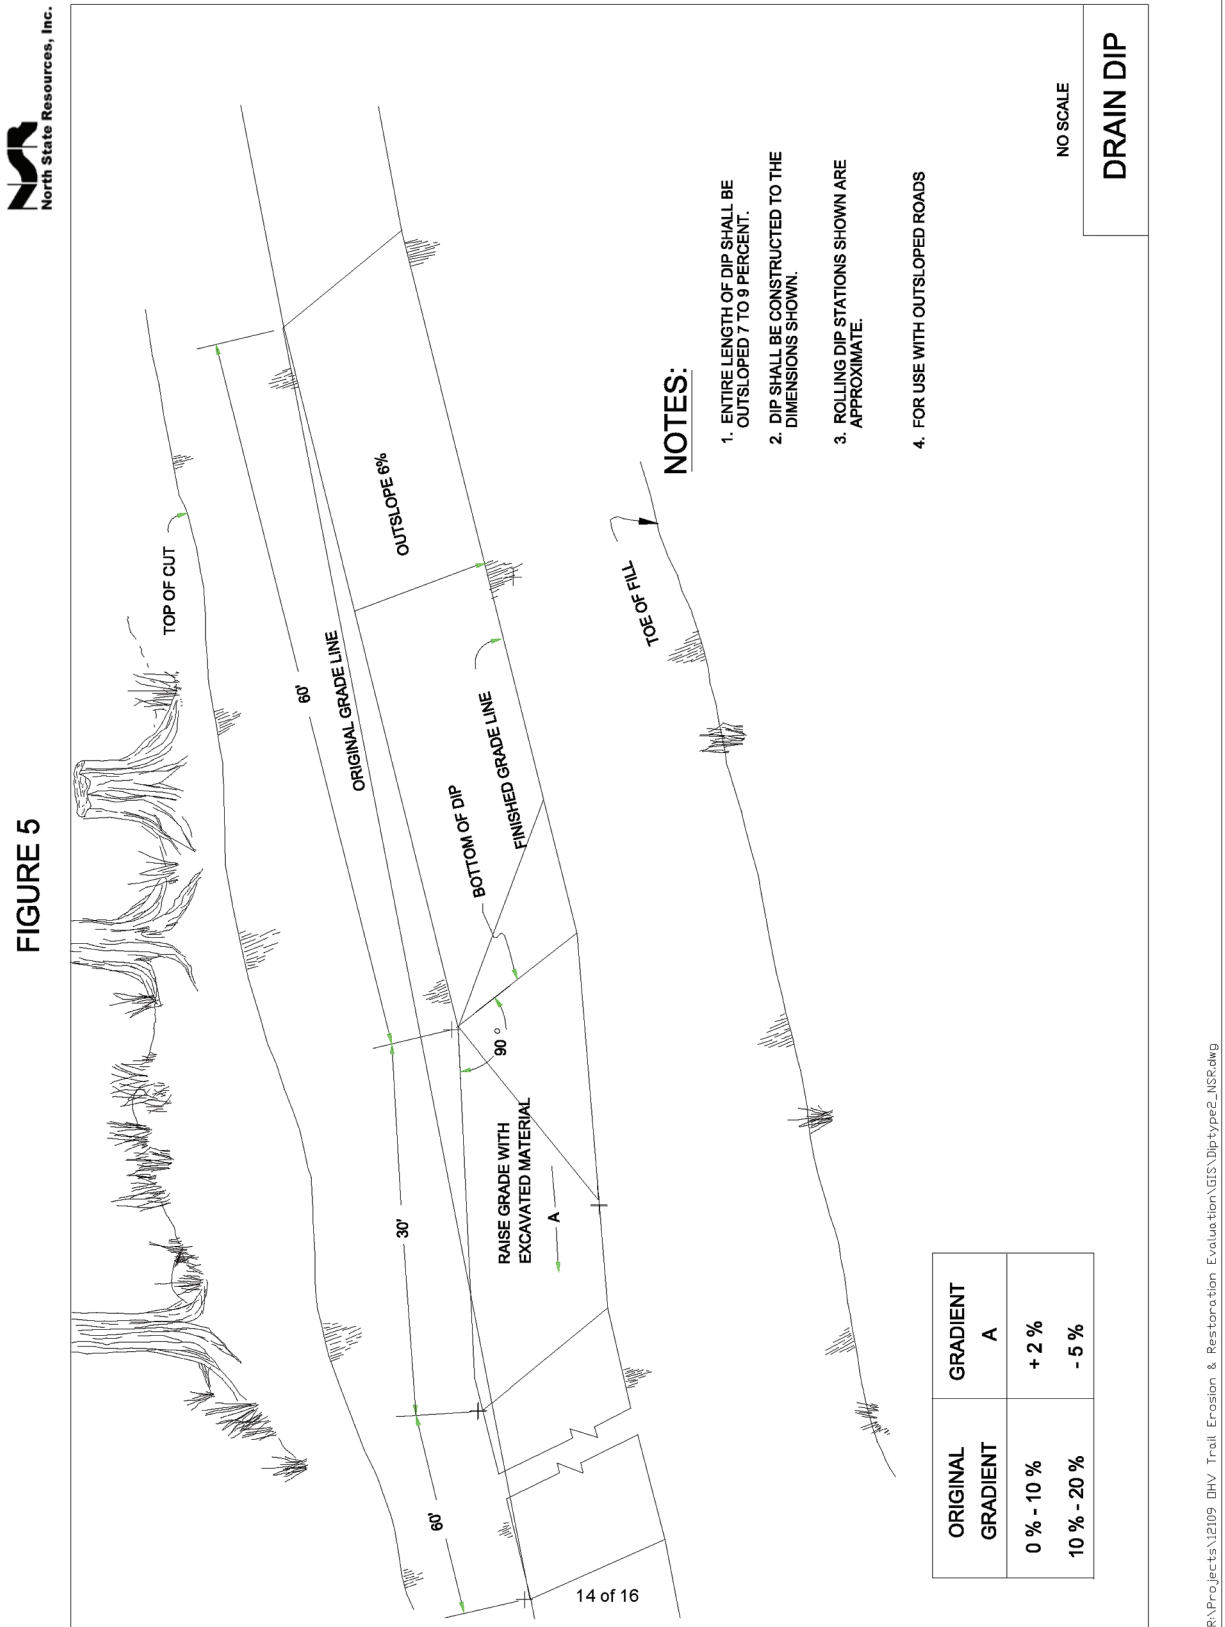 North State Resources, Inc.
FIGURE 5
TOP OF CUT
60'
ORIGINAL GRADE LINE
OUTSLOPE 6%
BOTTOM OF DIP
FINISHED GRADE LINE
90 °
30'
RAISE GRADE WITH
EXCAVATED MATERIAL
A
60'
TOE OF FILL
NOTES:
1. ENTIRE LENGTH OF DIP SHALL BE
OUTSLOPED 7 TO 9 PERCENT.
2. DIP SHALL BE CONSTRUCTED TO THE
DIMENSIONS SHOWN.
3. ROLLING DIP STATIONS SHOWN ARE
APPROXIMATE.
4. FOR USE WITH OUTSLOPED ROADS
ORIGINAL GRADIENT
GRADIENT A
0 % - 10 % + 2 %
10 % - 20 % - 5 %
NO SCALE
DRAIN DIP
14 of 16
R:\Projects\12109 OHV Trail Erosion & Restoration Evaluation\GIS\Diptype2_NSR.dwg